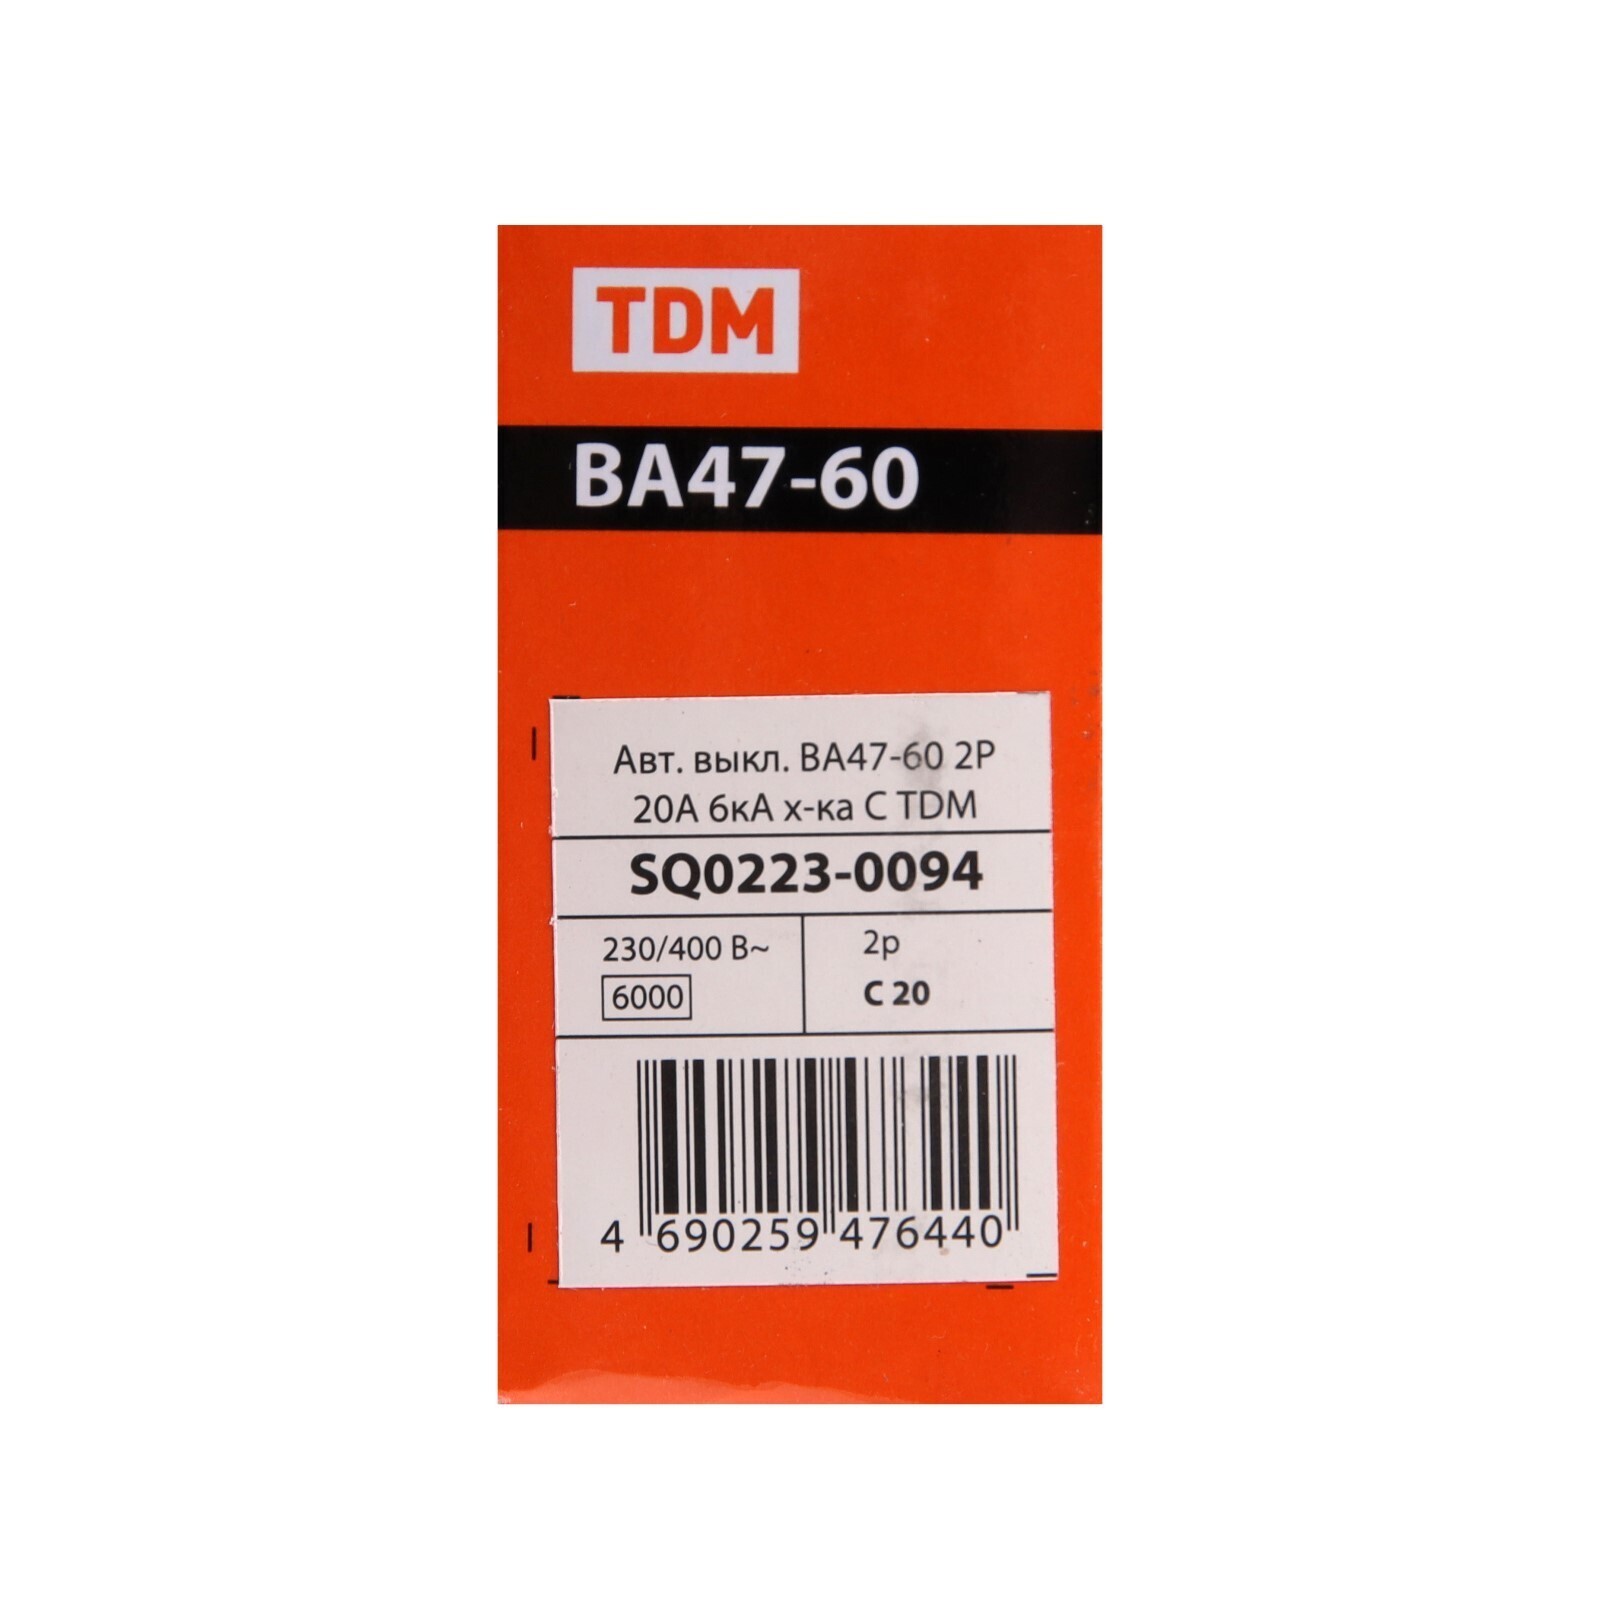 TDM
ВА47-60
Авт. выкл. ВА47-60 2Р
20А 6кА х-ка С TDM
SQ0223-0094
230/400 В~
6000
2р
С 20
4 690259 476440